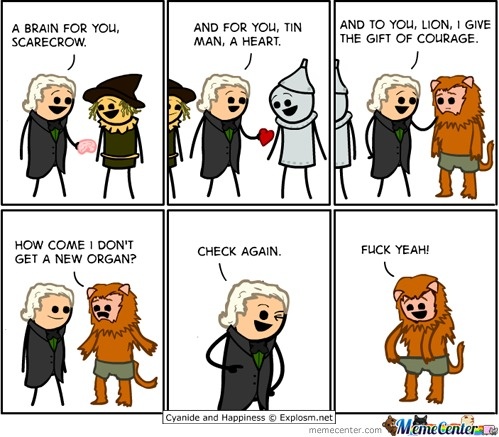 A BRAIN FOR YOU,
SCARECROW.
AND FOR YOU, TIN
MAN, A HEART.
AND TO YOU, LION, I GIVE
THE GIFT OF COURAGE.
HOW COME I DON'T
GET A NEW ORGAN?
CHECK AGAIN.
FUCK YEAH!
Cyanide and Happiness © Explosm.net
memecenter.com
MemeCenter